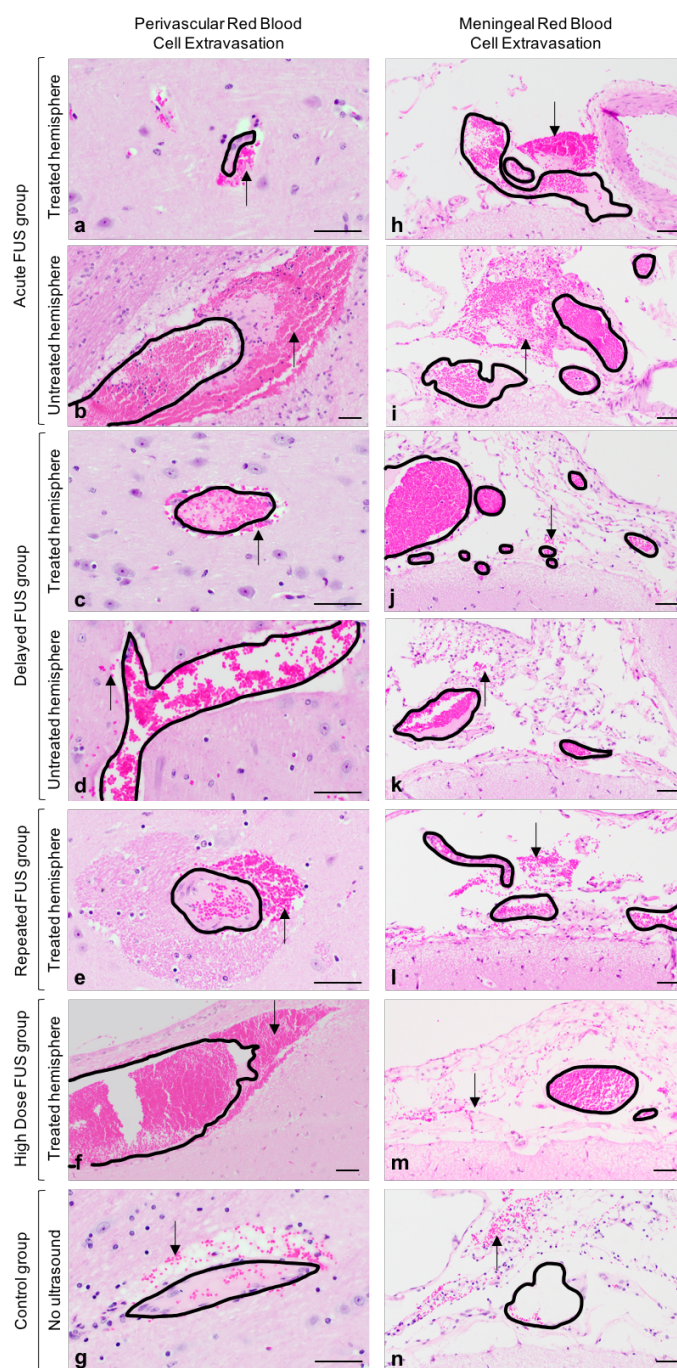 Perivascular Red Blood
Cell Extravasation
Meningeal Red Blood
Cell Extravasation
Acute FUS group
Treated hemisphere
a
h
Untreated hemisphere
b
i
Delayed FUS group
Treated hemisphere
c
j
Untreated hemisphere
d
k
Repeated FUS group
Treated hemisphere
e
l
High Dose FUS group
Treated hemisphere
f
m
Control group
No ultrasound
g
n